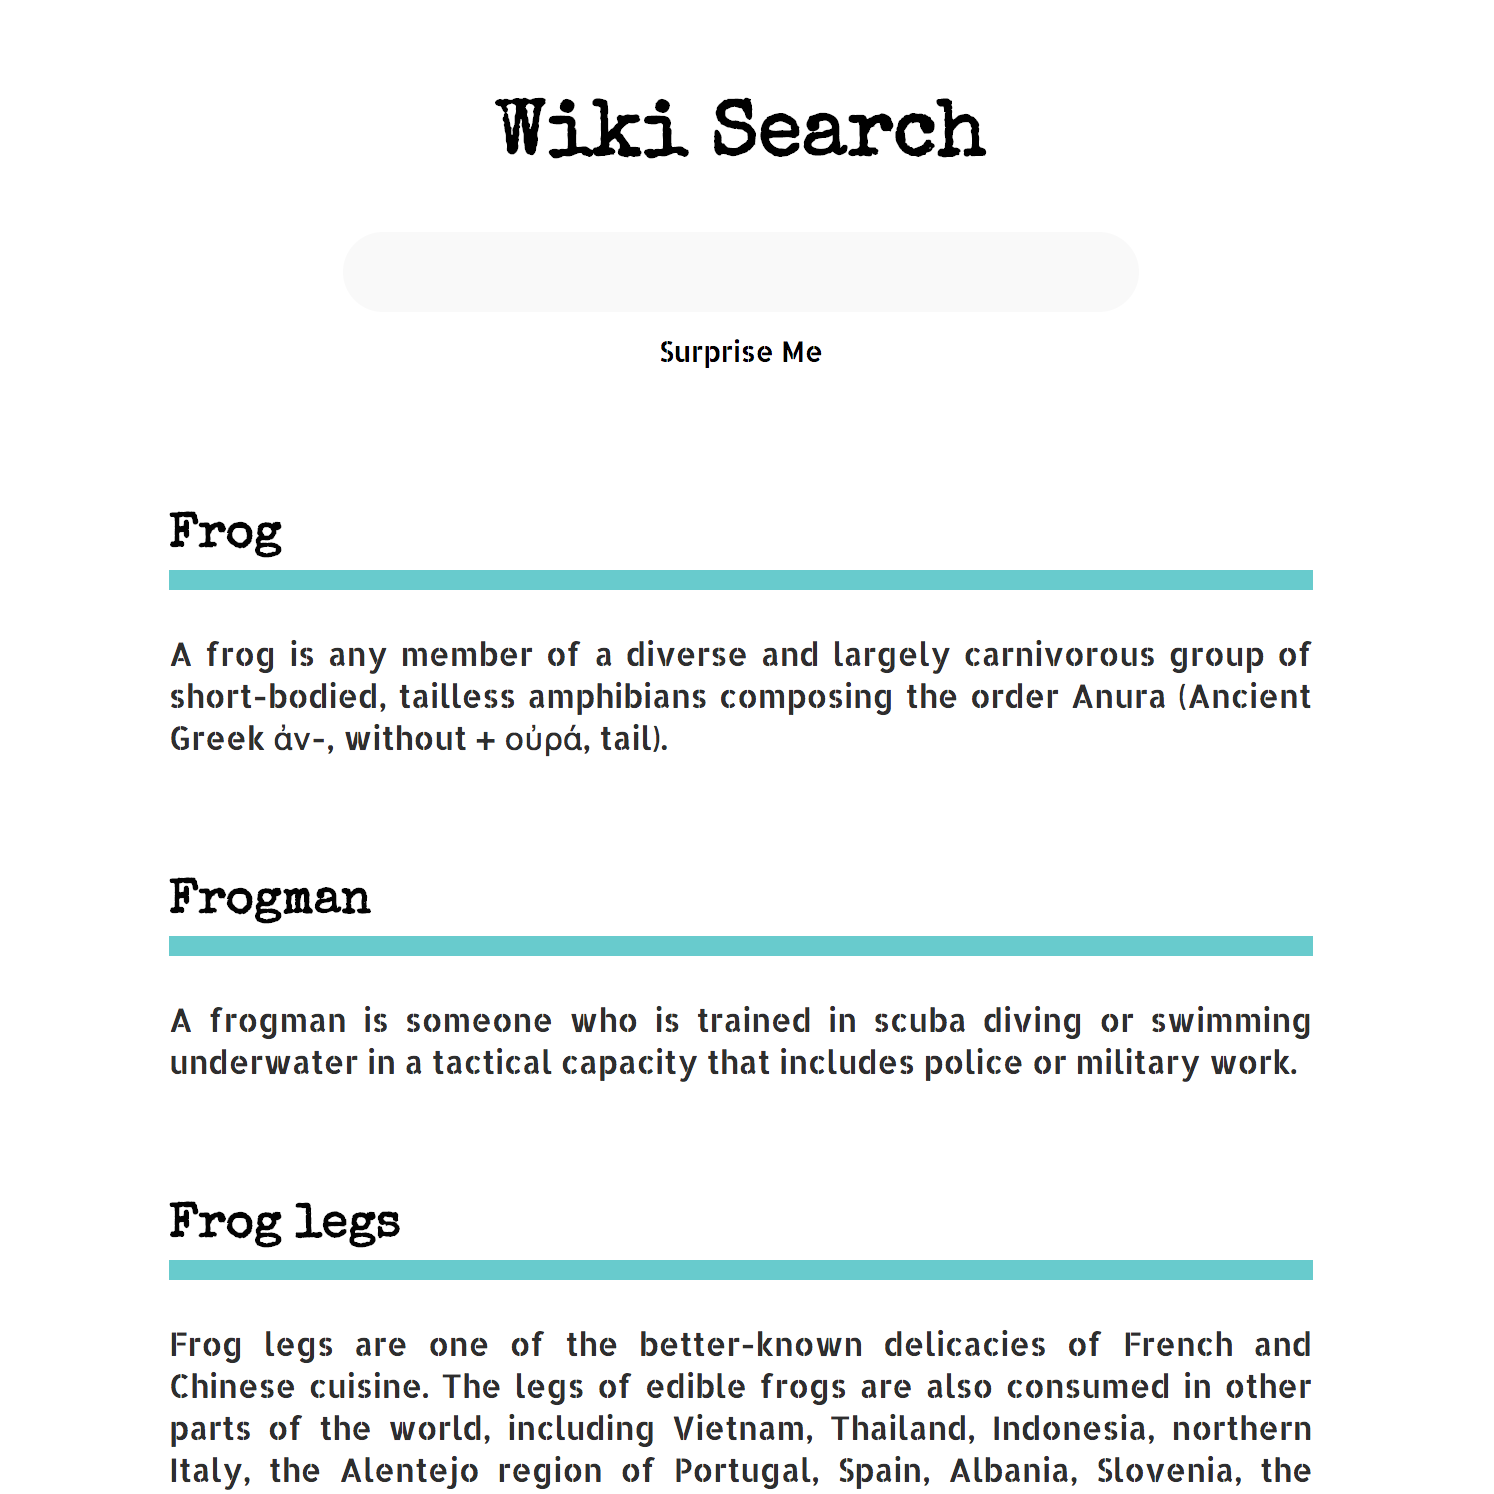 Wiki Search
Surprise Me
Frog
A frog is any member of a diverse and largely carnivorous group of
short-bodied, tailless amphibians composing the order Anura (Ancient
Greek ἀν-, without + οὐρά, tail).
Frogman
A frogman is someone who is trained in scuba diving or swimming
underwater in a tactical capacity that includes police or military work.
Frog legs
Frog legs are one of the better-known delicacies of French and
Chinese cuisine. The legs of edible frogs are also consumed in other
parts of the world, including Vietnam, Thailand, Indonesia, northern
Italy, the Alentejo region of Portugal, Spain, Albania, Slovenia, the